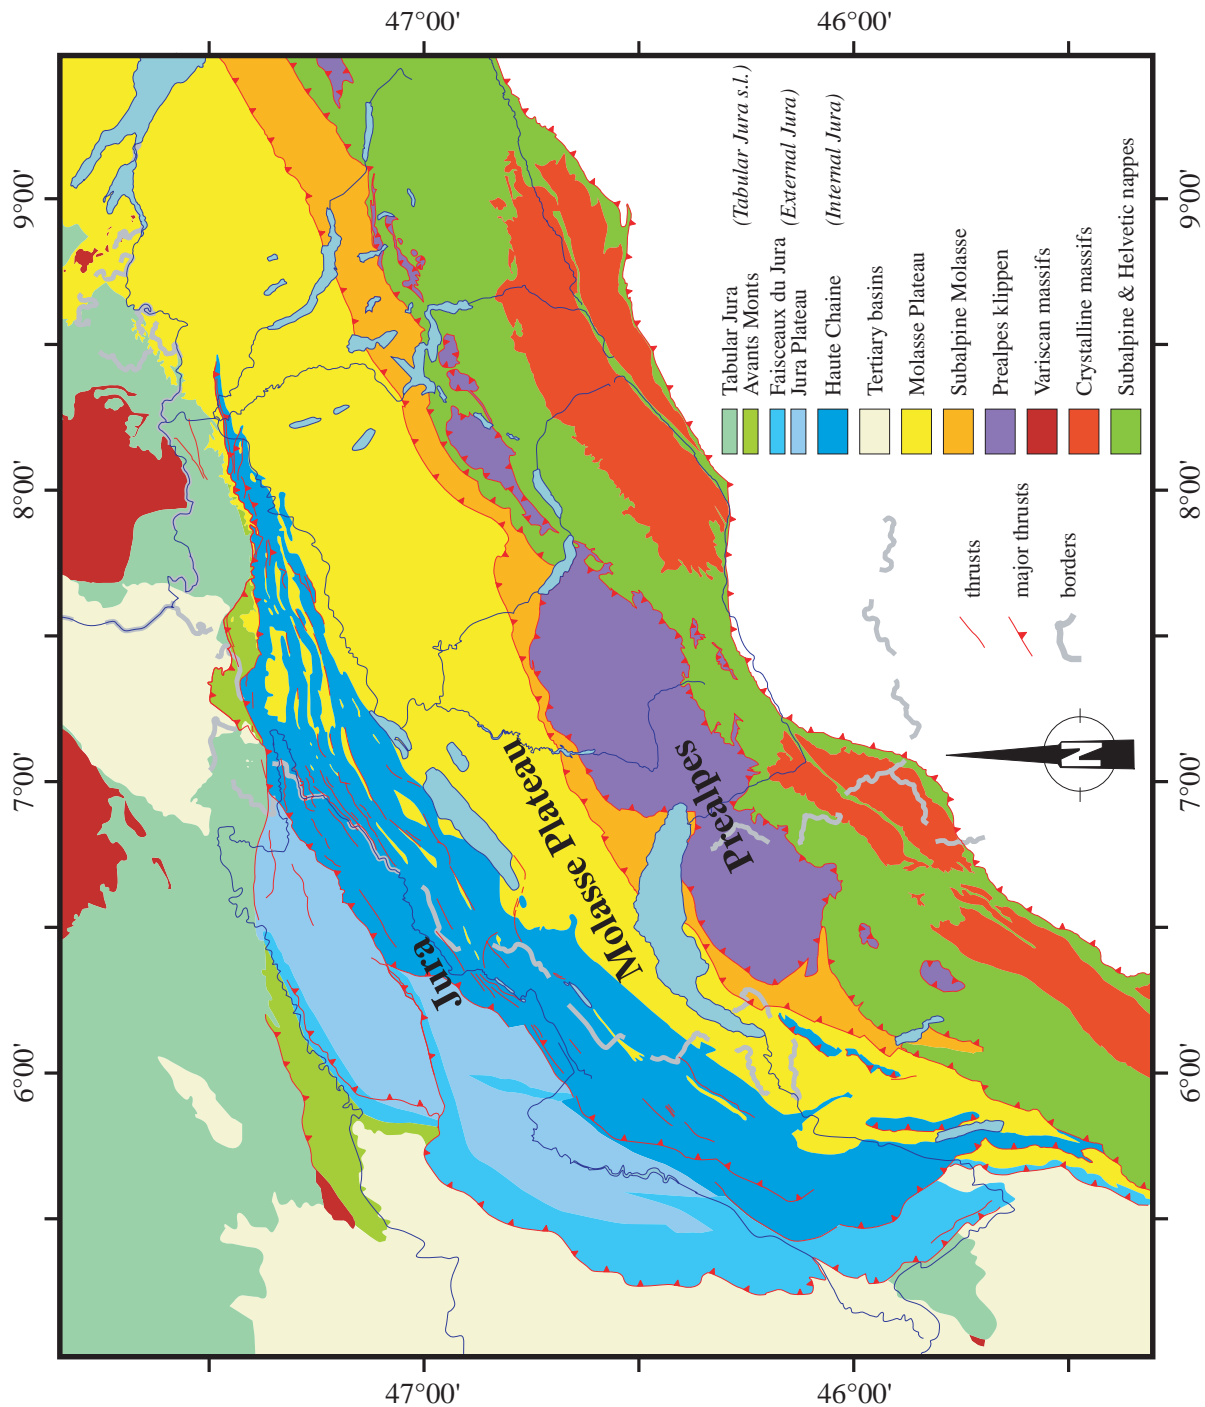 47°00'
46°00'
9°00'
8°00'
7°00'
6°00'
9°00'
8°00'
7°00'
6°00'
47°00'
46°00'
Jura
Molasse Plateau
Prealpes
Tabular Jura
Avants Monts (Tabular Jura s.l.)
Faisceaux du Jura
Jura Plateau (External Jura)
Haute Chaine (Internal Jura)
Tertiary basins
Molasse Plateau
Subalpine Molasse
Prealpes klippen
Variscan massifs
Crystalline massifs
Subalpine & Helvetic nappes
thrusts
major thrusts
borders
N